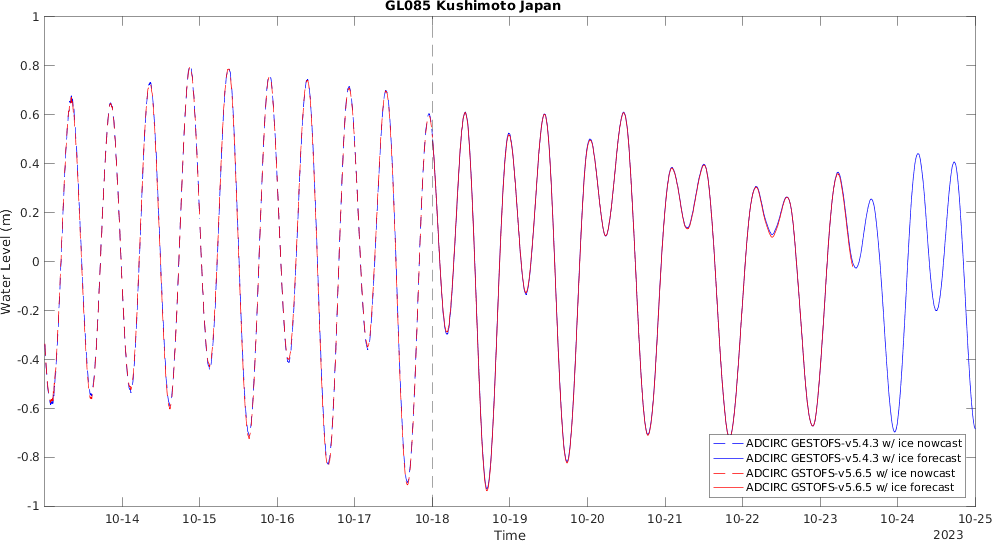 GL085 Kushimoto Japan
1
0.8
0.6
0.4
0.2
0
-0.2
-0.4
-0.6
-0.8
-1
Water Level (m)
ADCIRC GESTOFS-v5.4.3 w/ ice nowcast
ADCIRC GESTOFS-v5.4.3 w/ ice forecast
ADCIRC GSTOFS-v5.6.5 w/ ice nowcast
ADCIRC GSTOFS-v5.6.5 w/ ice forecast
10-14 10-15 10-16 10-17 10-18 10-19 10-20 10-21 10-22 10-23 10-24 10-25
Time
2023